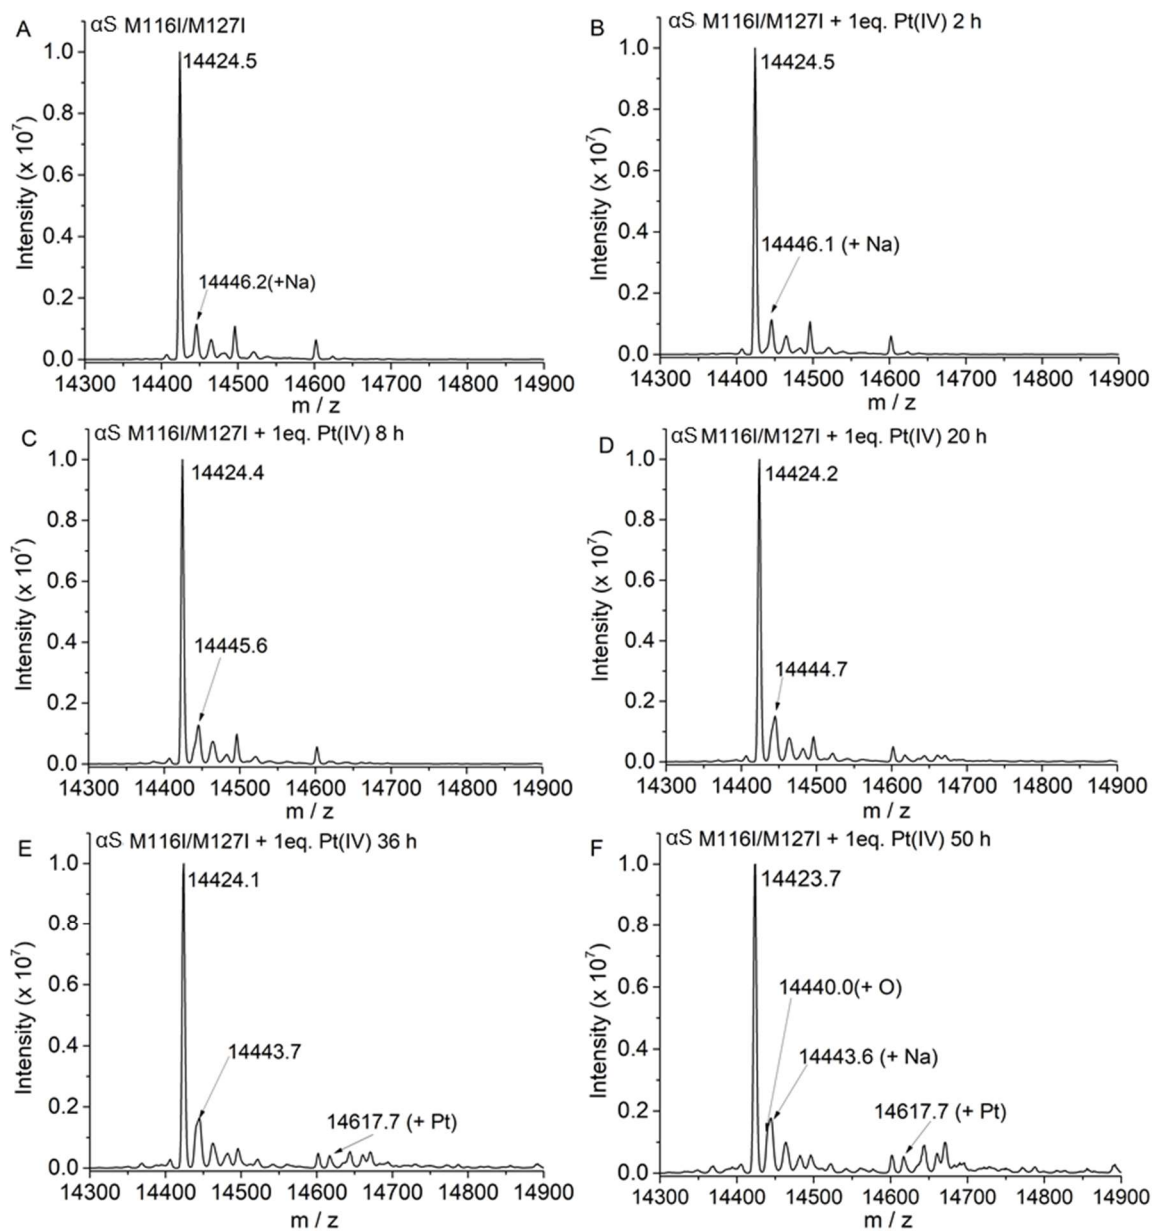 A
αS M116I/M127I
1.0
14424.5
0.8
0.6
0.4
14446.2(+Na)
0.2
0.0
Intensity (x 10⁷)
14300 14400 14500 14600 14700 14800 14900
m / z
B
αS M116I/M127I + 1eq. Pt(IV) 2 h
1.0
14424.5
0.8
0.6
0.4
14446.1 (+ Na)
0.2
0.0
Intensity (x 10⁷)
14300 14400 14500 14600 14700 14800 14900
m / z
C
αS M116I/M127I + 1eq. Pt(IV) 8 h
1.0
14424.4
0.8
0.6
0.4
14445.6
0.2
0.0
Intensity (x 10⁷)
14300 14400 14500 14600 14700 14800 14900
m / z
D
αS M116I/M127I + 1eq. Pt(IV) 20 h
1.0
14424.2
0.8
0.6
0.4
14444.7
0.2
0.0
Intensity (x 10⁷)
14300 14400 14500 14600 14700 14800 14900
m / z
E
αS M116I/M127I + 1eq. Pt(IV) 36 h
1.0
14424.1
0.8
0.6
0.4
14443.7
0.2
14617.7 (+ Pt)
0.0
Intensity (x 10⁷)
14300 14400 14500 14600 14700 14800 14900
m / z
F
αS M116I/M127I + 1eq. Pt(IV) 50 h
1.0
14423.7
0.8
0.6
14440.0(+ O)
0.4
14443.6 (+ Na)
0.2
14617.7 (+ Pt)
0.0
Intensity (x 10⁷)
14300 14400 14500 14600 14700 14800 14900
m / z